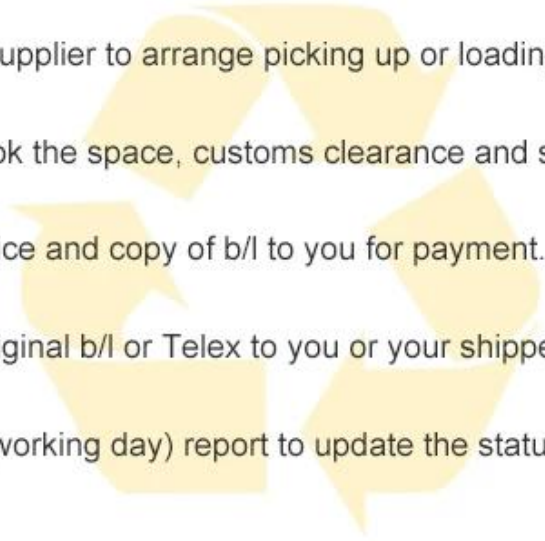 upplier to arrange picking up or loadin
ok the space, customs clearance and s
ice and copy of b/l to you for payment.
ginal b/l or Telex to you or your shippe
working day) report to update the statu